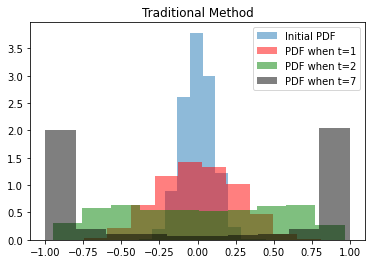 Traditional Method
Initial PDF
PDF when t=1
PDF when t=2
PDF when t=7
3.5
3.0
2.5
2.0
1.5
1.0
0.5
0.0
−1.00 −0.75 −0.50 −0.25 0.00 0.25 0.50 0.75 1.00